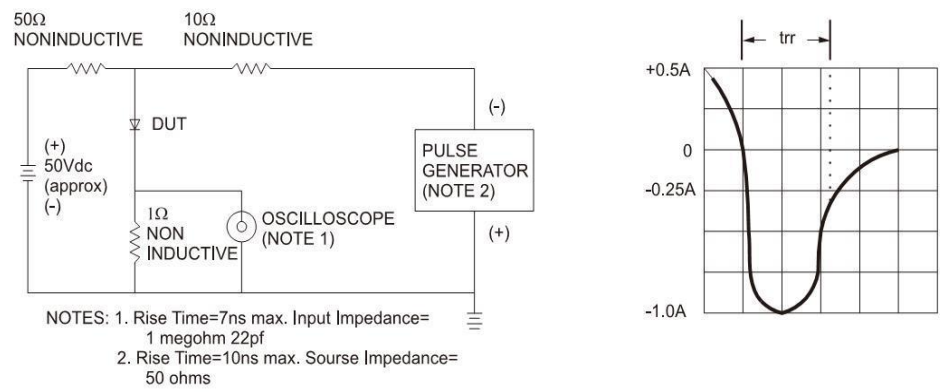 50Ω
NONINDUCTIVE
10Ω
NONINDUCTIVE
DUT
(+)
50Vdc
(approx)
(-)
1Ω
NON
INDUCTIVE
OSCILLOSCOPE
(NOTE 1)
(-)
PULSE
GENERATOR
(NOTE 2)
(+)
NOTES: 1. Rise Time=7ns max. Input Impedance=
1 megohm 22pf
2. Rise Time=10ns max. Sourse Impedance=
50 ohms
trr
+0.5A
0
-0.25A
-1.0A